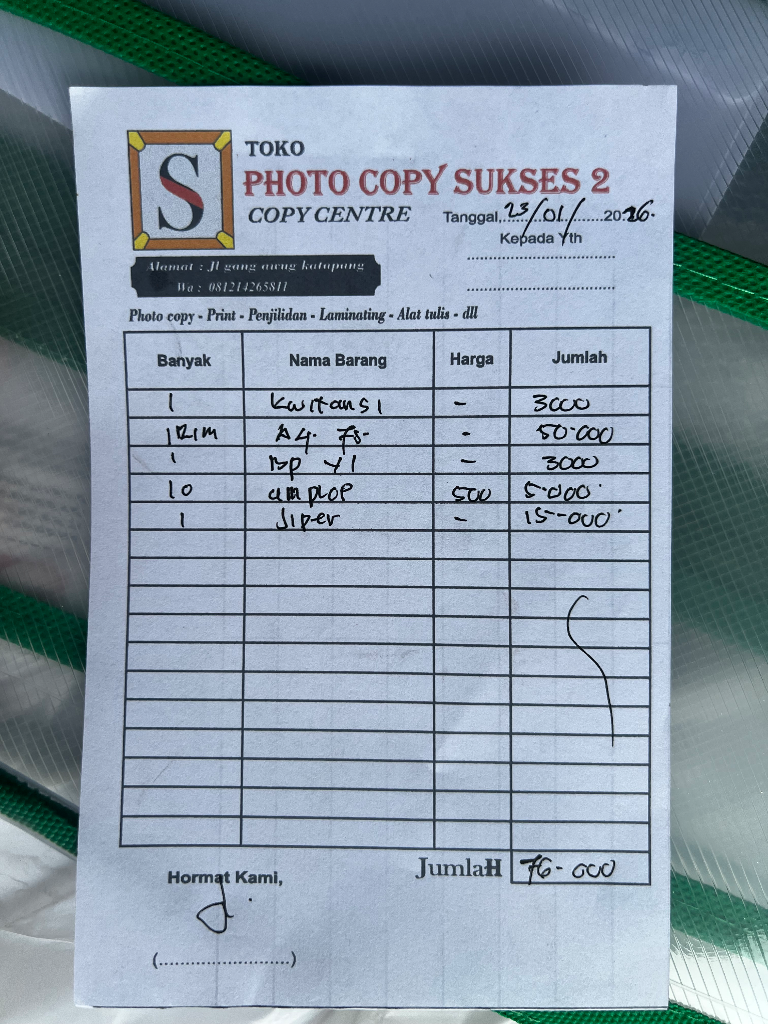 S
TOKO
PHOTO COPY SUKSES 2
COPY CENTRE
Tanggal, 23/01/ 2026.
Kepada Yth
Alamat : Jl gang awug katapang
Wa : 081214265811
Photo copy - Print - Penjilidan - Laminating - Alat tulis - dll
Banyak Nama Barang Harga Jumlah
1 Kwitansi - 3000
1 Rim A4. 75- - 50.000
1 Bp - 3000
10 amplop 500 5.000
1 Jiper - 15-000
JumlaH 76-000
Hormat Kami,
(..........................)